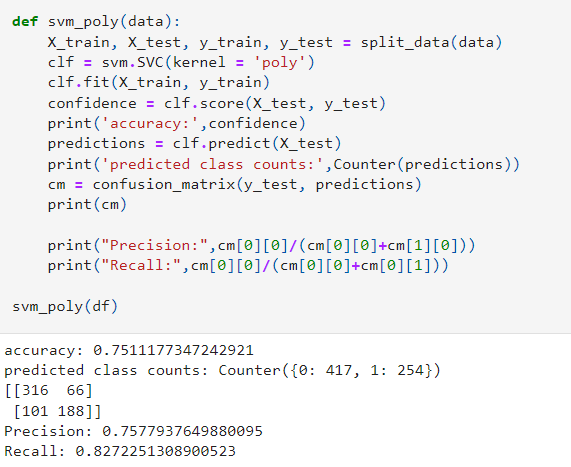 def svm_poly(data):
    X_train, X_test, y_train, y_test = split_data(data)
    clf = svm.SVC(kernel = 'poly')
    clf.fit(X_train, y_train)
    confidence = clf.score(X_test, y_test)
    print('accuracy:',confidence)
    predictions = clf.predict(X_test)
    print('predicted class counts:',Counter(predictions))
    cm = confusion_matrix(y_test, predictions)
    print(cm)
    print("Precision:",cm[0][0]/(cm[0][0]+cm[1][0]))
    print("Recall:",cm[0][0]/(cm[0][0]+cm[0][1]))
svm_poly(df)
accuracy: 0.7511177347242921
predicted class counts: Counter({0: 417, 1: 254})
[[316  66]
 [101 188]]
Precision: 0.7577937649880095
Recall: 0.8272251308900523